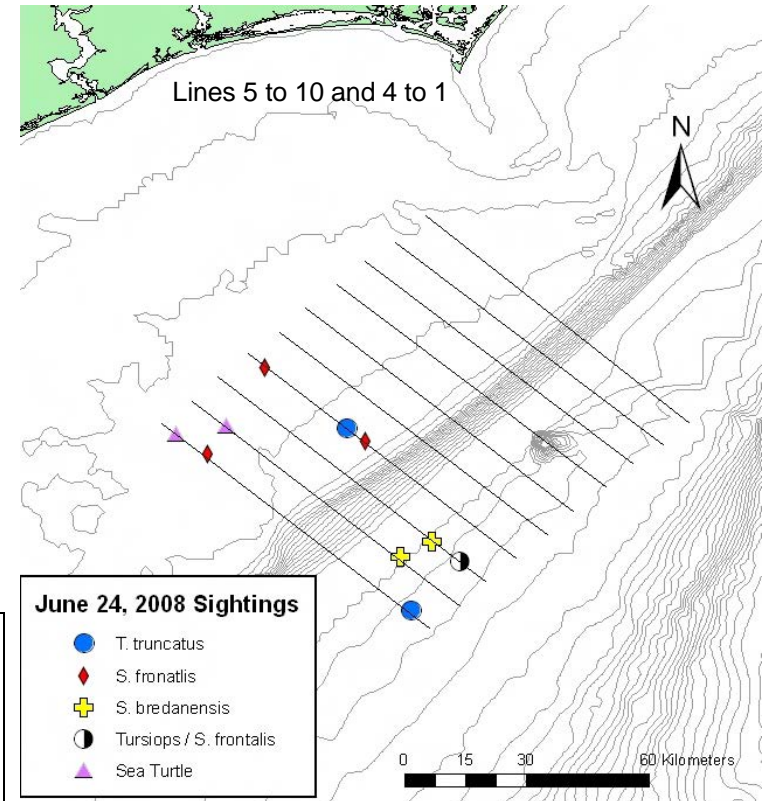 Lines 5 to 10 and 4 to 1
N
June 24, 2008 Sightings
T. truncatus
S. fronatlis
S. bredanensis
Tursiops / S. frontalis
Sea Turtle
0 15 30 60 Kilometers